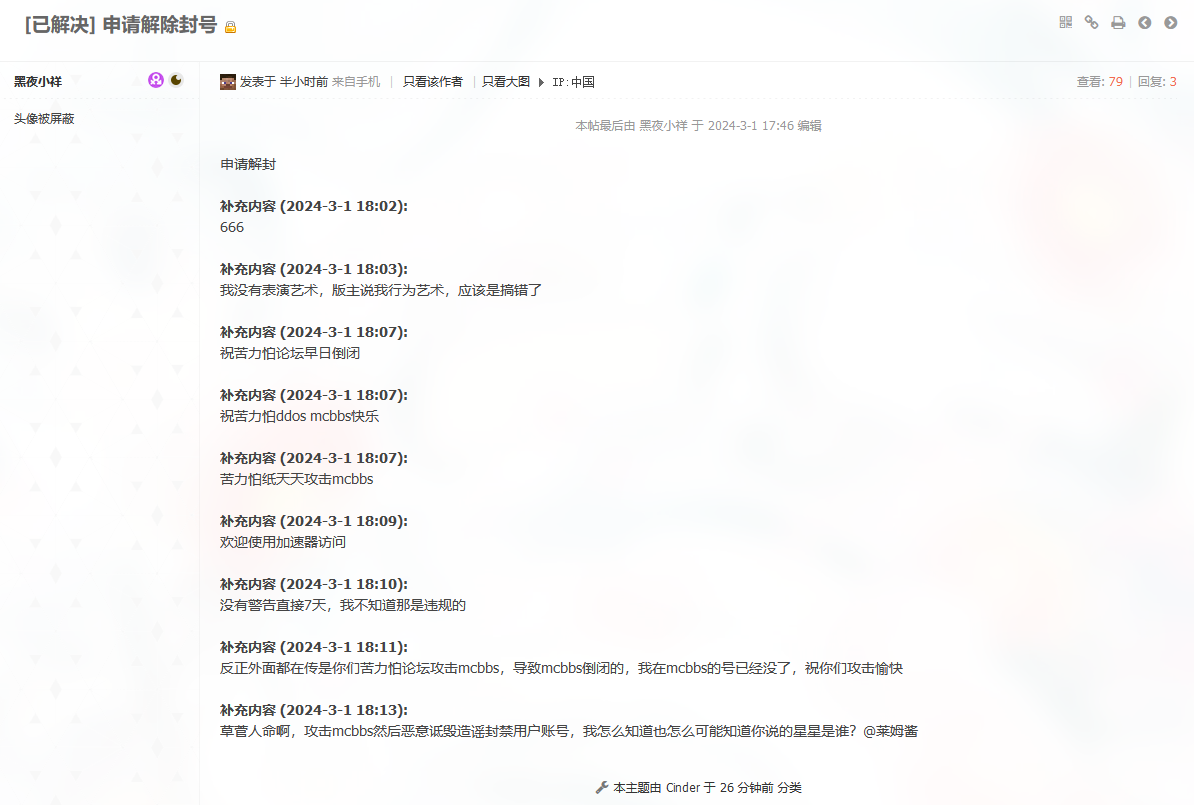 [已解决] 申请解除封号
黑夜小祥
发表于 半小时前 来自手机 | 只看该作者 | 只看大图 IP:中国
查看: 79 | 回复: 3
头像被屏蔽
本帖最后由 黑夜小祥 于 2024-3-1 17:46 编辑
申请解封
补充内容 (2024-3-1 18:02):
666
补充内容 (2024-3-1 18:03):
我没有表演艺术，版主说我行为艺术，应该是搞错了
补充内容 (2024-3-1 18:07):
祝苦力怕论坛早日倒闭
补充内容 (2024-3-1 18:07):
祝苦力怕ddos mcbbs快乐
补充内容 (2024-3-1 18:07):
苦力怕纸天天攻击mcbbs
补充内容 (2024-3-1 18:09):
欢迎使用加速器访问
补充内容 (2024-3-1 18:10):
没有警告直接7天，我不知道那是违规的
补充内容 (2024-3-1 18:11):
反正外面都在传是你们苦力怕论坛攻击mcbbs，导致mcbbs倒闭的，我在mcbbs的号已经没了，祝你们攻击愉快
补充内容 (2024-3-1 18:13):
草菅人命啊，攻击mcbbs然后恶意诋毁造谣封禁用户账号，我怎么知道也怎么可能知道你说的星星是谁？@莱姆酱
本主题由 Cinder 于 26 分钟前 分类